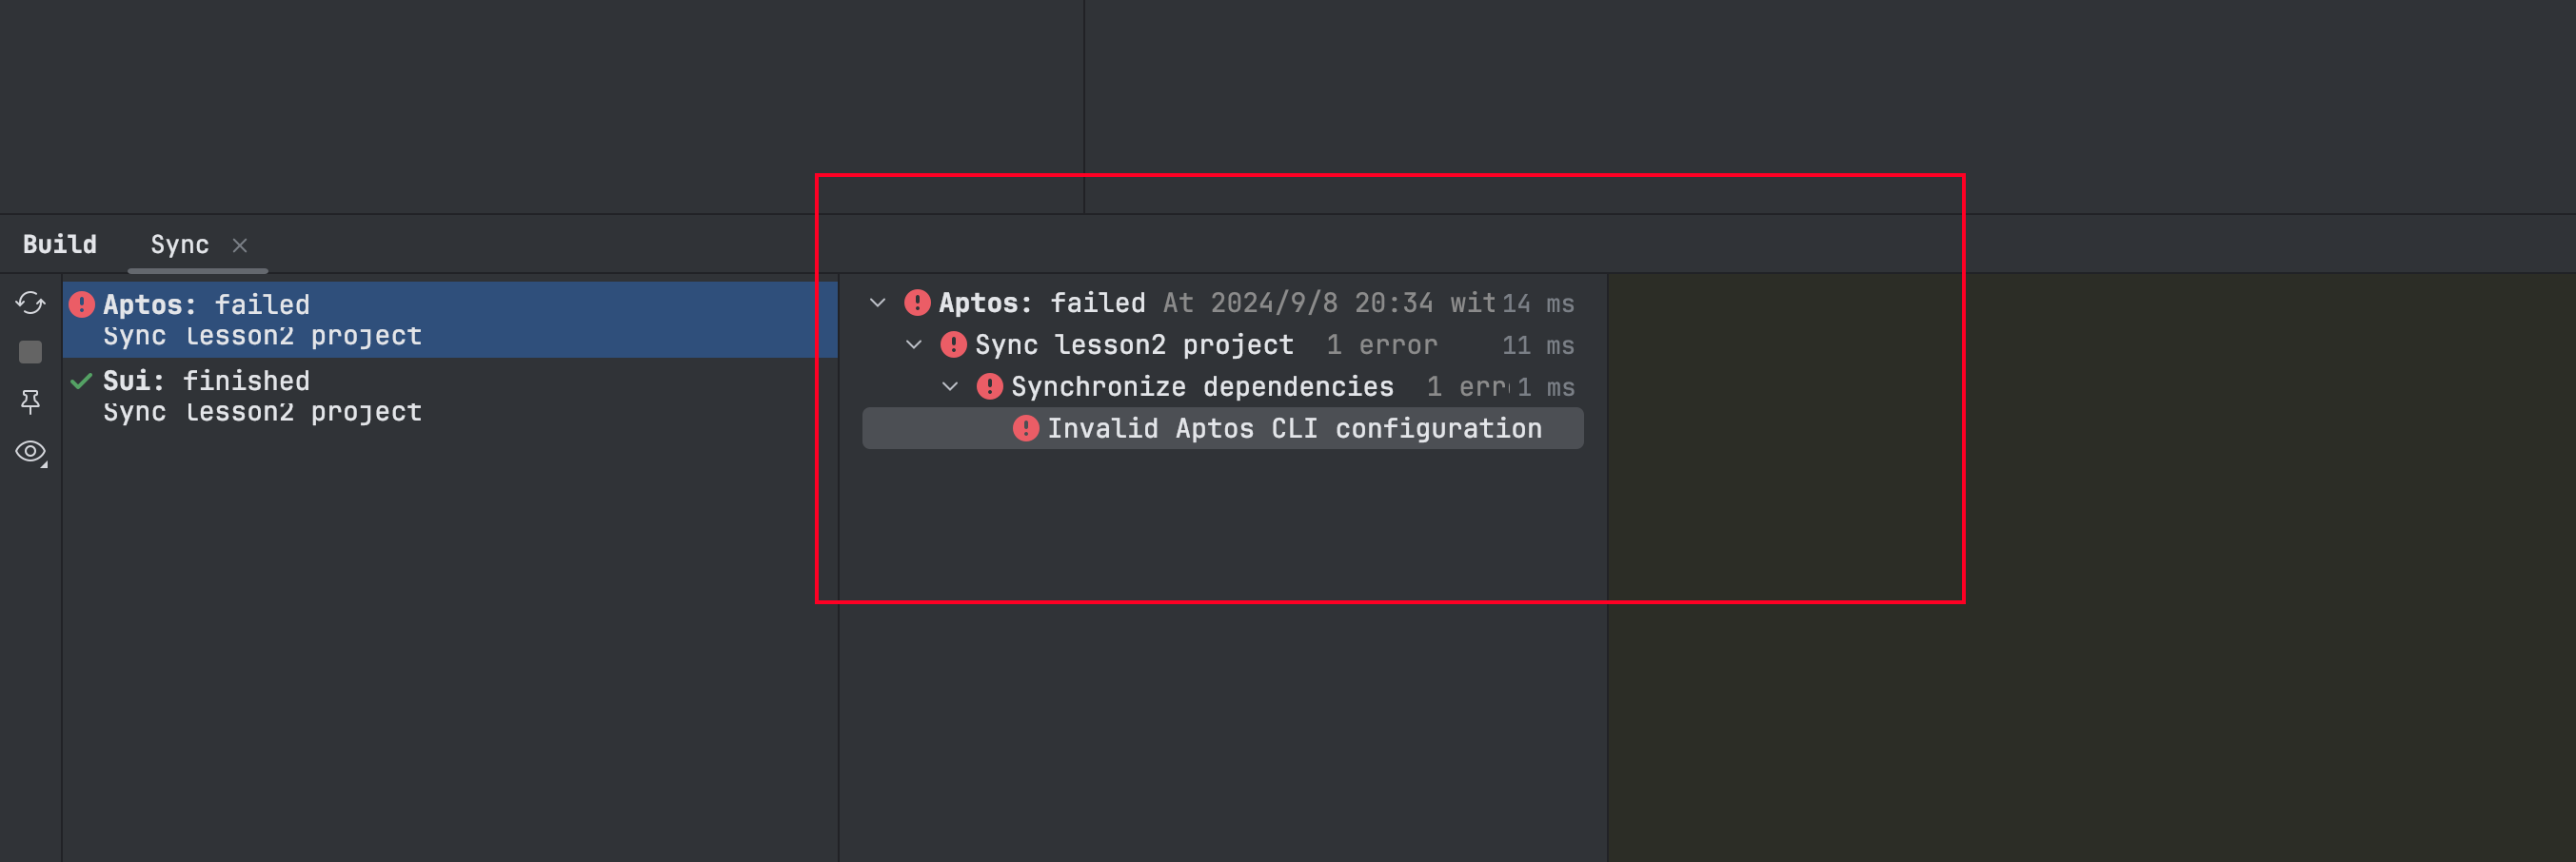 Build Sync
Aptos: failed
Sync lesson2 project
Sui: finished
Sync lesson2 project
Aptos: failed At 2024/9/8 20:34 wit 14 ms
Sync lesson2 project 1 error 11 ms
Synchronize dependencies 1 err 1 ms
Invalid Aptos CLI configuration